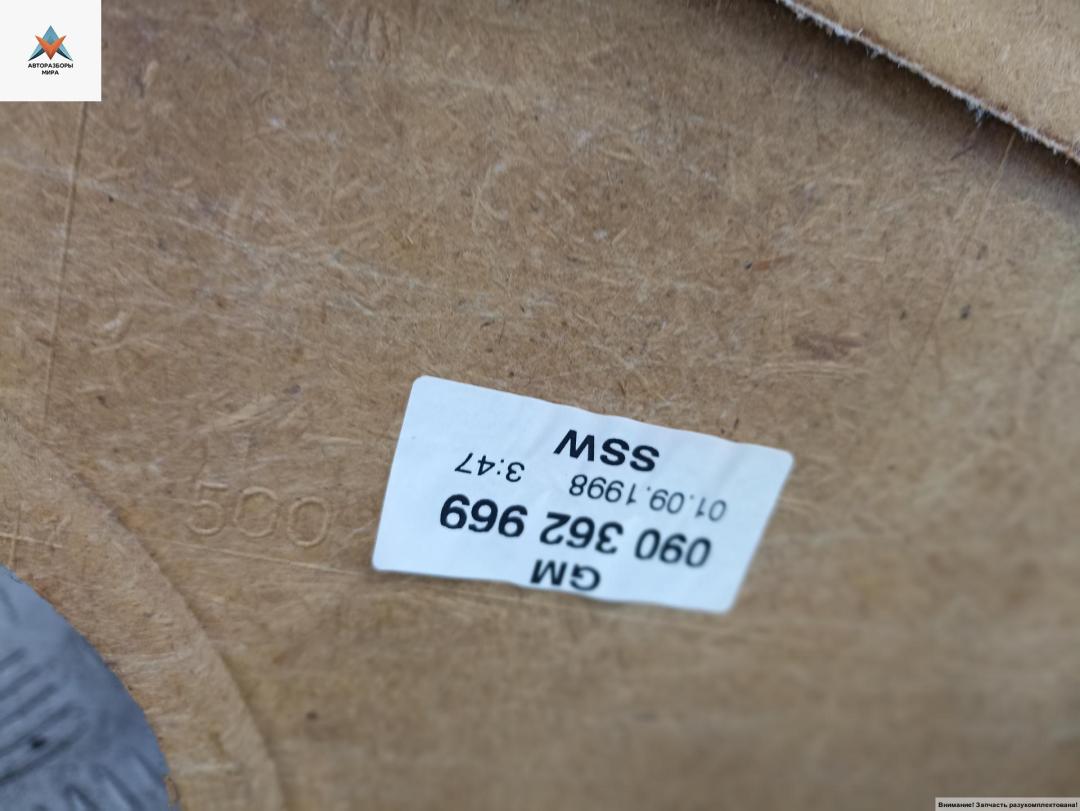 АВТОРАЗБОРЫ
МИРА
GM
090 362 969
01.09.1998 3:47
SSW
500
Внимание! Запчасть разукомплектована!